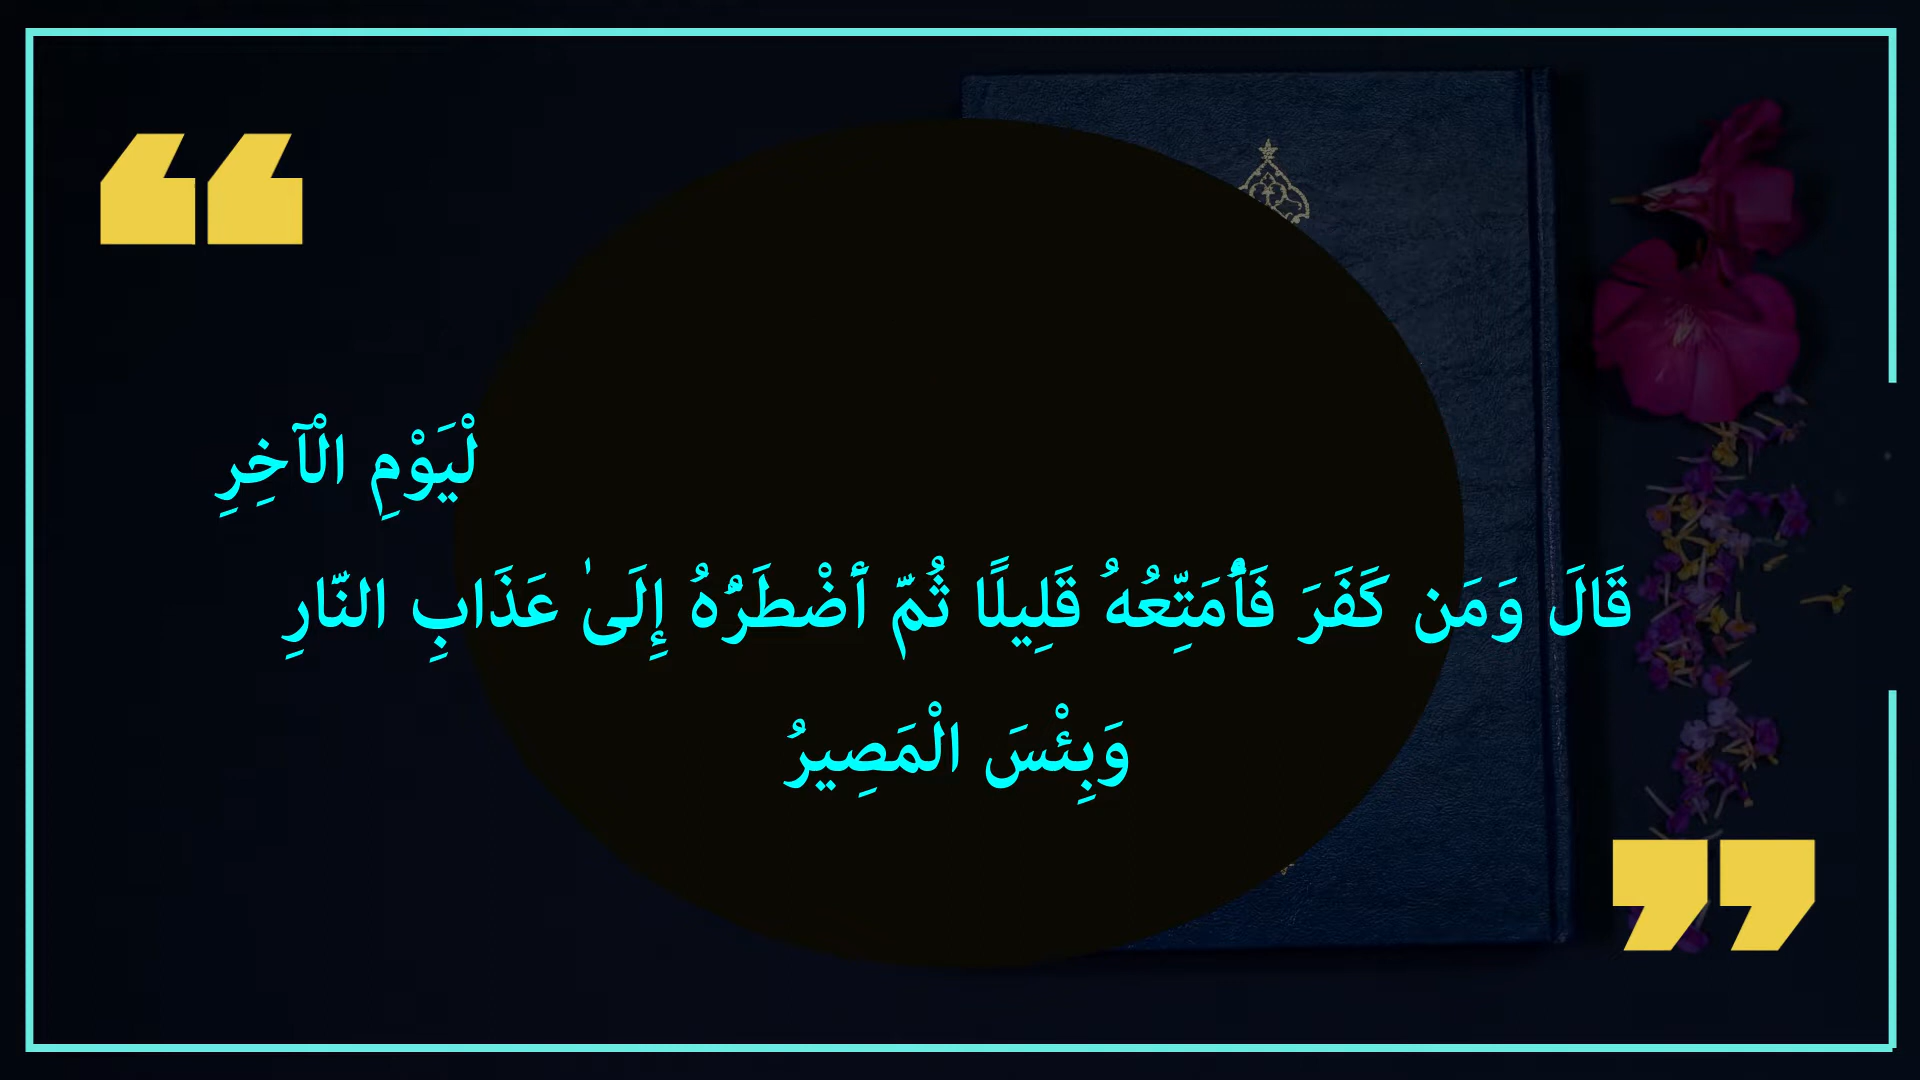 لْيَوْمِ الْآخِرِ
قَالَ وَمَن كَفَرَ فَأُمَتِّعُهُ قَلِيلًا ثُمَّ أَضْطَرُّهُ إِلَىٰ عَذَابِ النَّارِ
وَبِئْسَ الْمَصِيرُ